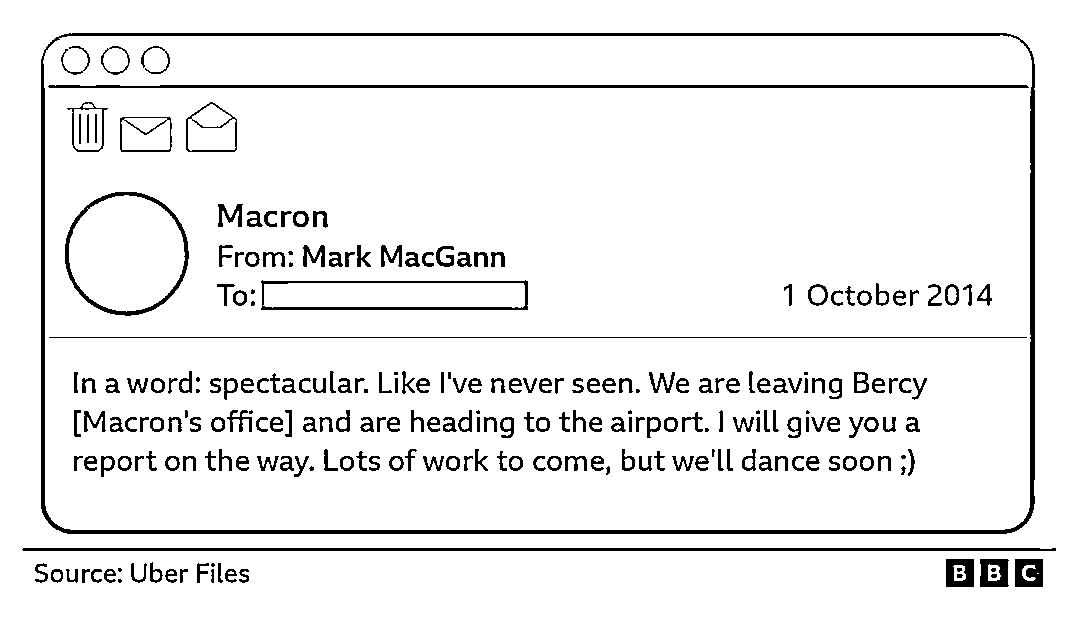 Macron
From: Mark MacGann
To:
1 October 2014
In a word: spectacular. Like I've never seen. We are leaving Bercy
[Macron's office] and are heading to the airport. I will give you a
report on the way. Lots of work to come, but we'll dance soon ;)
Source: Uber Files
BBC